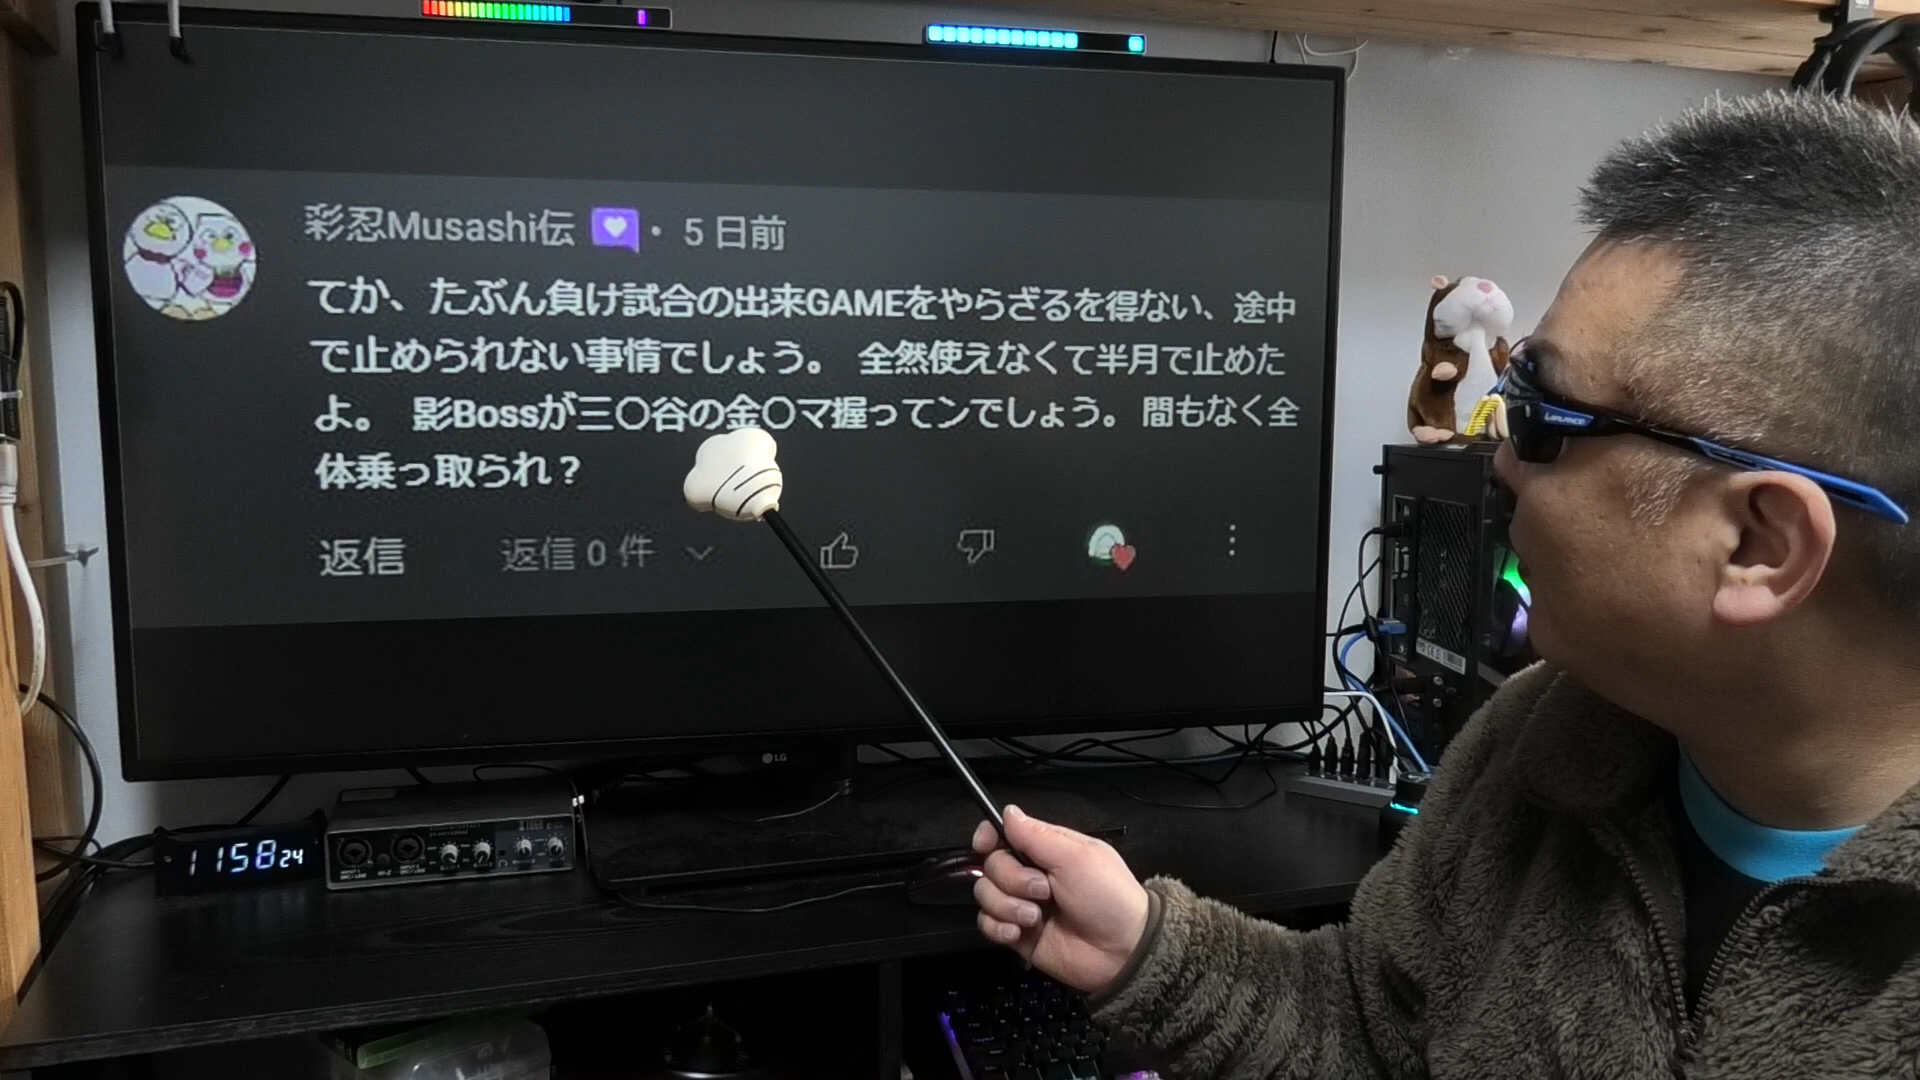 彩忍Musashi伝 • 5 日前
てか、たぶん負け試合の出来GAMEをやらざるを得ない、途中
で止められない事情でしょう。 全然使えなくて半月で止めた
よ。 影Bossが三〇谷の金〇マ握ってンでしょう。 間もなく全
体乗っ取られ？
返信 返信 0 件
LG
1158 24